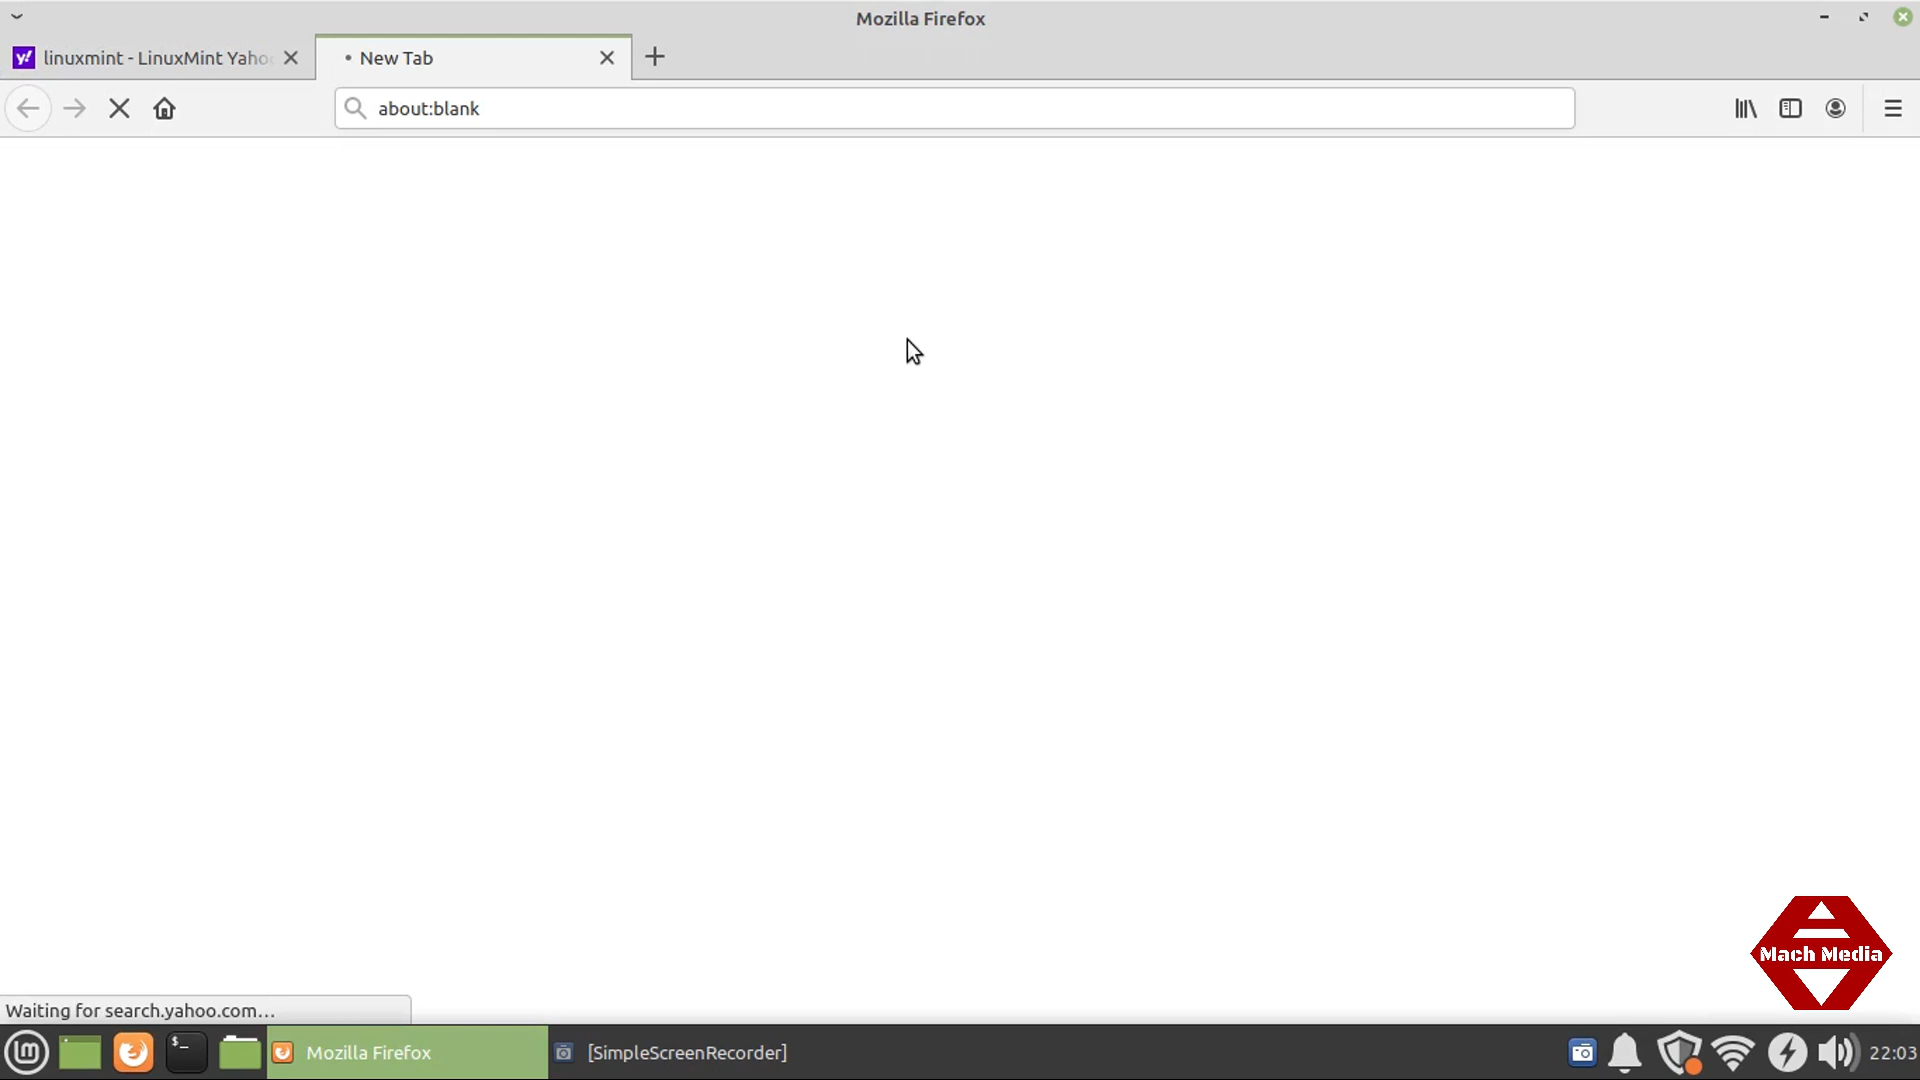 Mozilla Firefox
linuxmint - LinuxMint Yaho
New Tab
about:blank
Mach Media
Waiting for search.yahoo.com…
Mozilla Firefox
[SimpleScreenRecorder]
22:03